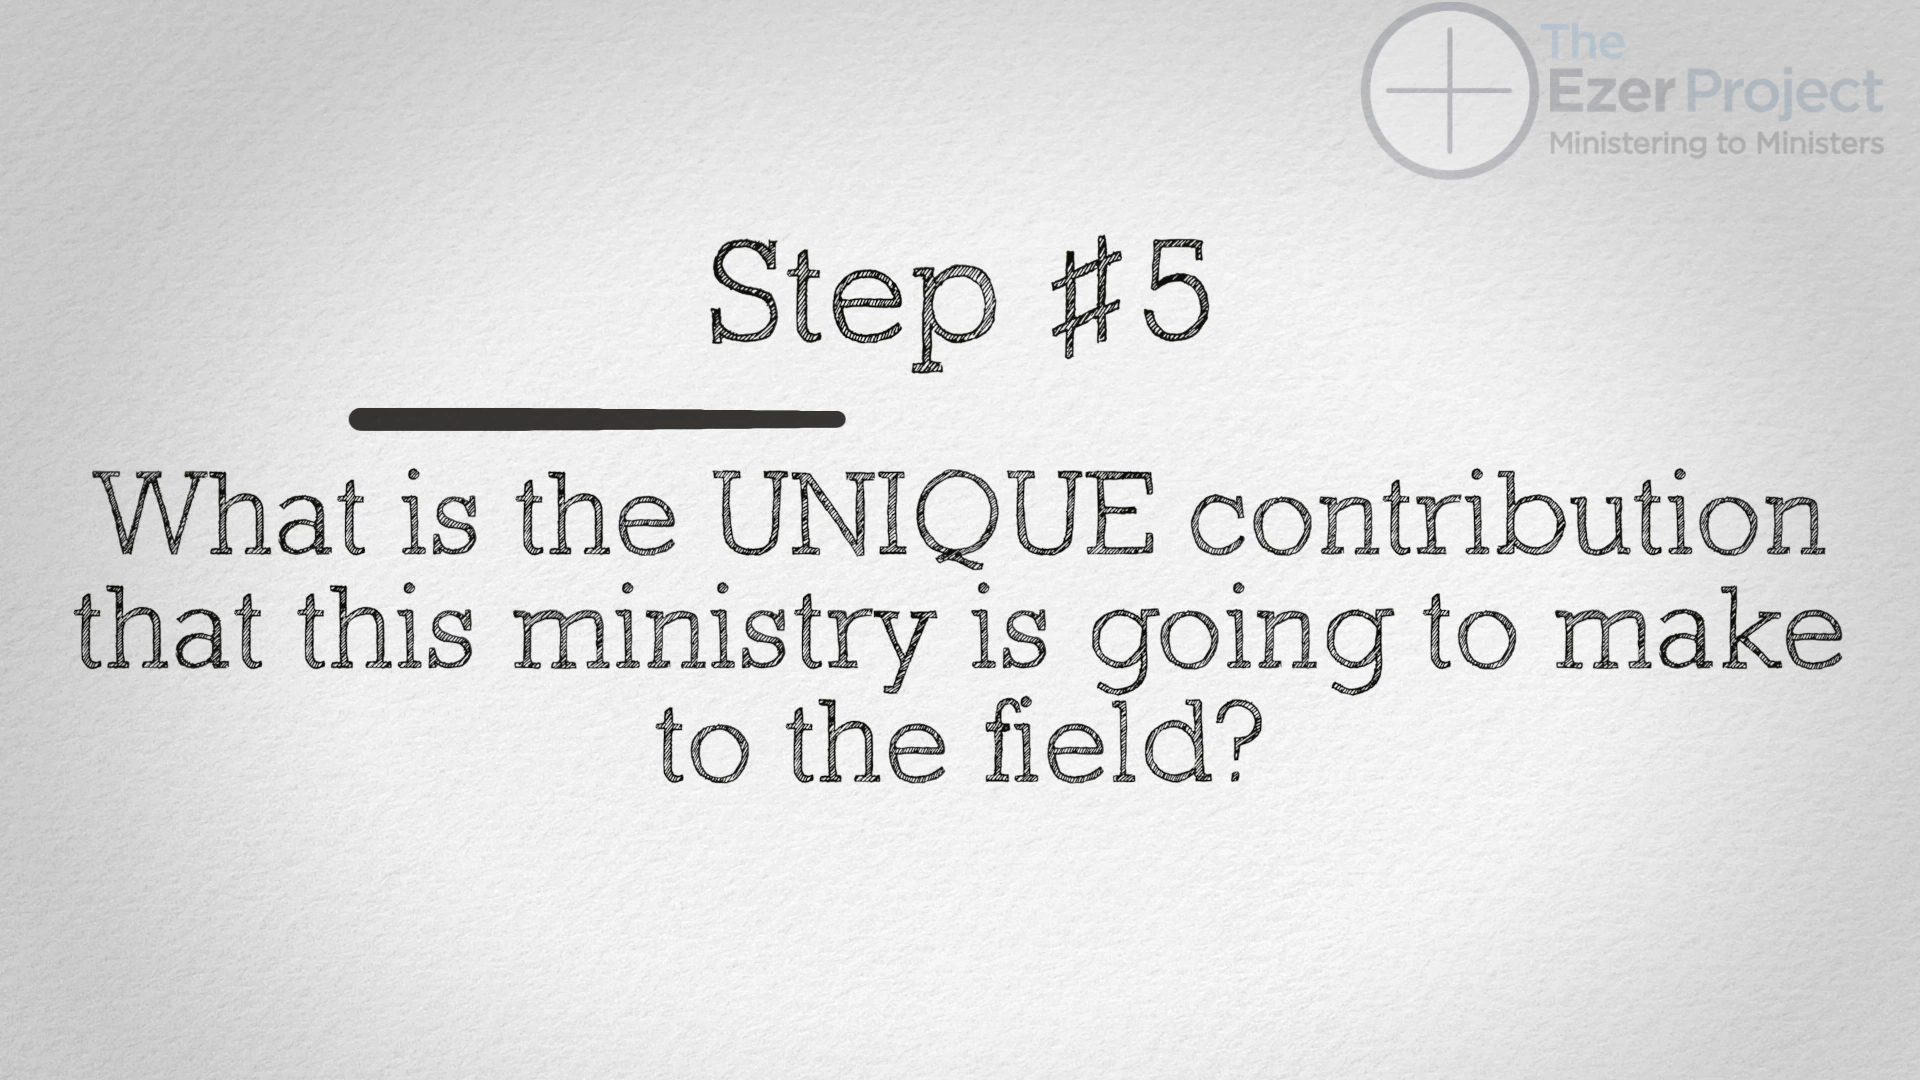 The
Ezer Project
Ministering to Ministers
Step #5
What is the UNIQUE contribution
that this ministry is going to make
to the field?